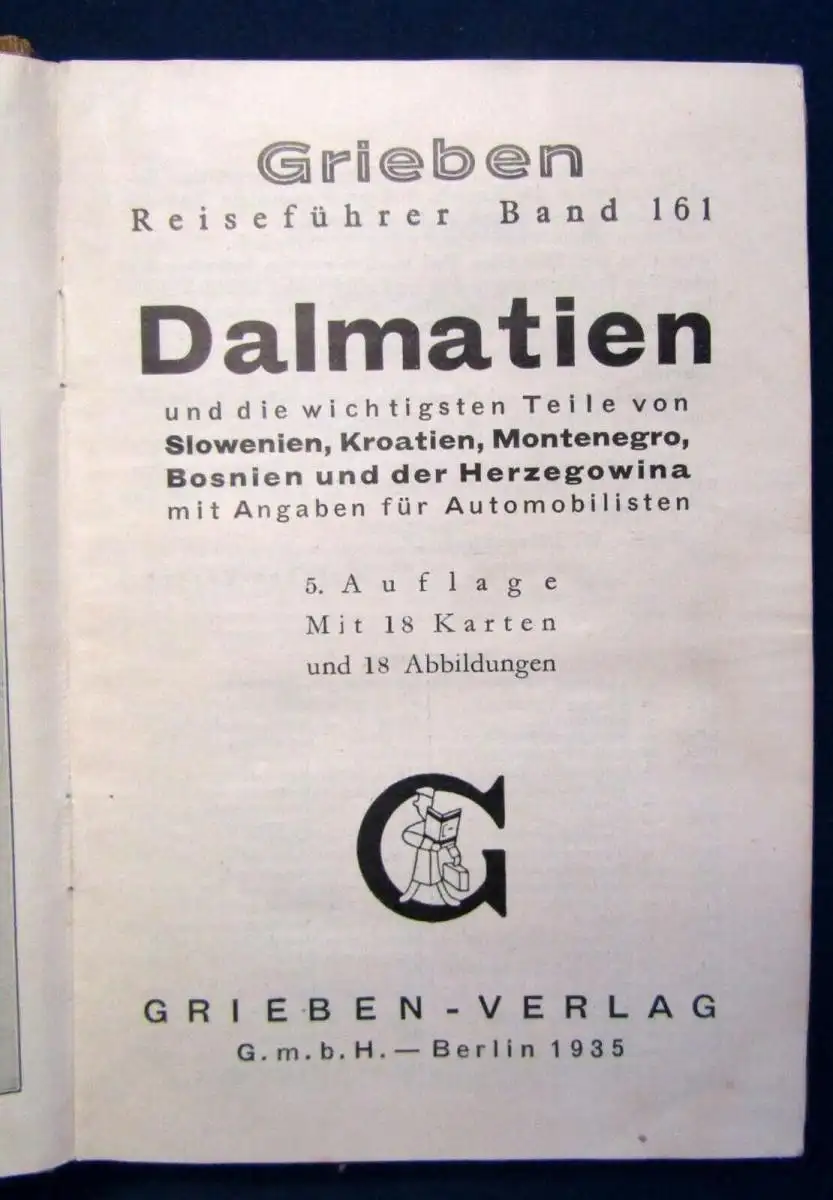 Grieben
Reiseführer Band 161
Dalmatien
und die wichtigsten Teile von
Slowenien, Kroatien, Montenegro,
Bosnien und der Herzegowina
mit Angaben für Automobilisten
5. Auflage
Mit 18 Karten
und 18 Abbildungen
G
GRIEBEN-VERLAG
G.m.b.H. — Berlin 1935